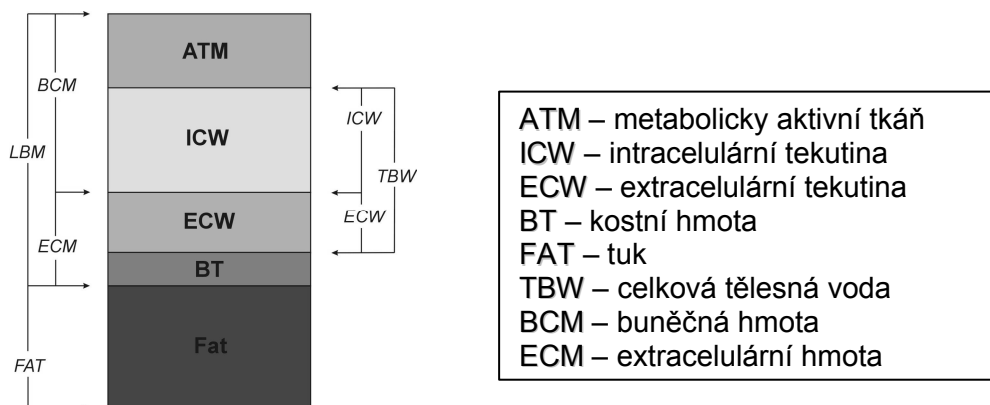 ATM
BCM
ICW
ICW
LBM
TBW
ECW
ECW
ECM
BT
Fat
FAT
ATM – metabolicky aktivní tkáň
ICW – intracelulární tekutina
ECW – extracelulární tekutina
BT – kostní hmota
FAT – tuk
TBW – celková tělesná voda
BCM – buněčná hmota
ECM – extracelulární hmota